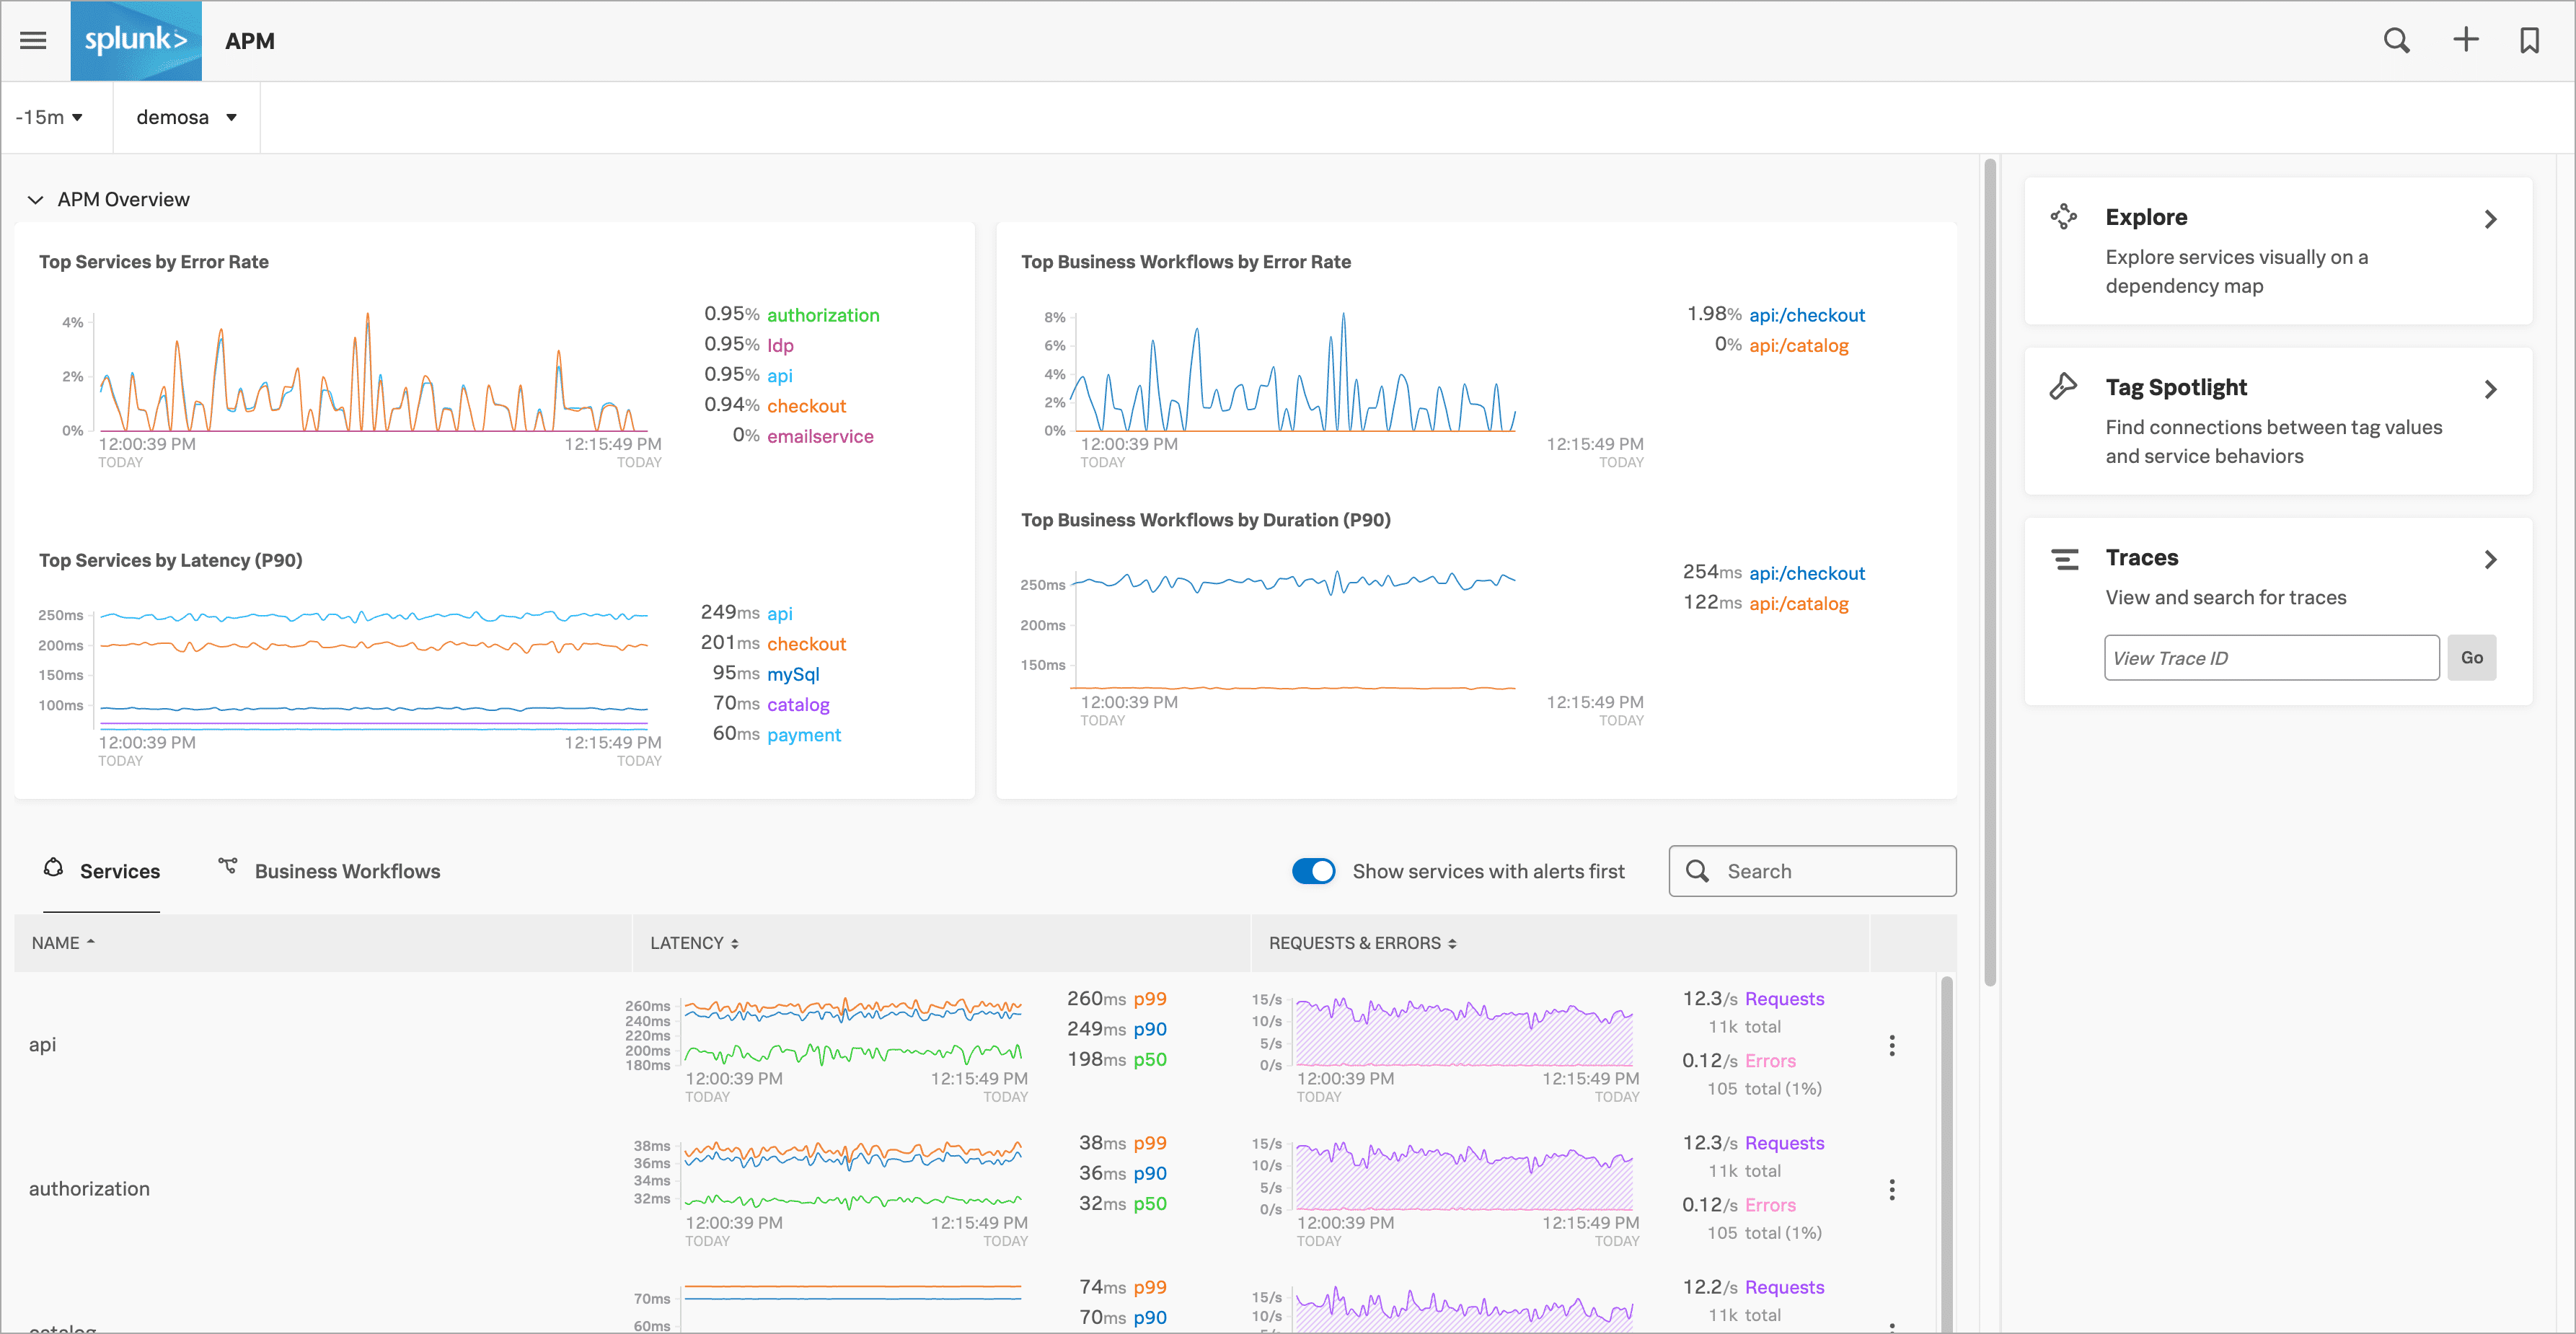 splunk> APM
-15m demosa
APM Overview
Top Services by Error Rate
4%
2%
0%
12:00:39 PM 12:15:49 PM
TODAY TODAY
0.95% authorization
0.95% ldp
0.95% api
0.94% checkout
0% emailservice
Top Services by Latency (P90)
250ms
200ms
150ms
100ms
12:00:39 PM 12:15:49 PM
TODAY TODAY
249ms api
201ms checkout
95ms mySql
70ms catalog
60ms payment
Top Business Workflows by Error Rate
8%
6%
4%
2%
0%
12:00:39 PM 12:15:49 PM
TODAY TODAY
1.98% api:/checkout
0% api:/catalog
Top Business Workflows by Duration (P90)
250ms
200ms
150ms
12:00:39 PM 12:15:49 PM
TODAY TODAY
254ms api:/checkout
122ms api:/catalog
Explore
Explore services visually on a
dependency map
Tag Spotlight
Find connections between tag values
and service behaviors
Traces
View and search for traces
View Trace ID Go
Services Business Workflows Show services with alerts first Search
NAME LATENCY REQUESTS & ERRORS
api
260ms
240ms
220ms
200ms
180ms
12:00:39 PM 12:15:49 PM
TODAY TODAY
260ms p99
249ms p90
198ms p50
15/s
10/s
5/s
0/s
12:00:39 PM 12:15:49 PM
TODAY TODAY
12.3/s Requests
11k total
0.12/s Errors
105 total (1%)
authorization
38ms
36ms
34ms
32ms
12:00:39 PM 12:15:49 PM
TODAY TODAY
38ms p99
36ms p90
32ms p50
15/s
10/s
5/s
0/s
12:00:39 PM 12:15:49 PM
TODAY TODAY
12.3/s Requests
11k total
0.12/s Errors
105 total (1%)
catalog
70ms
60ms
74ms p99
70ms p90
15/s
10/s
12.2/s Requests
11k total